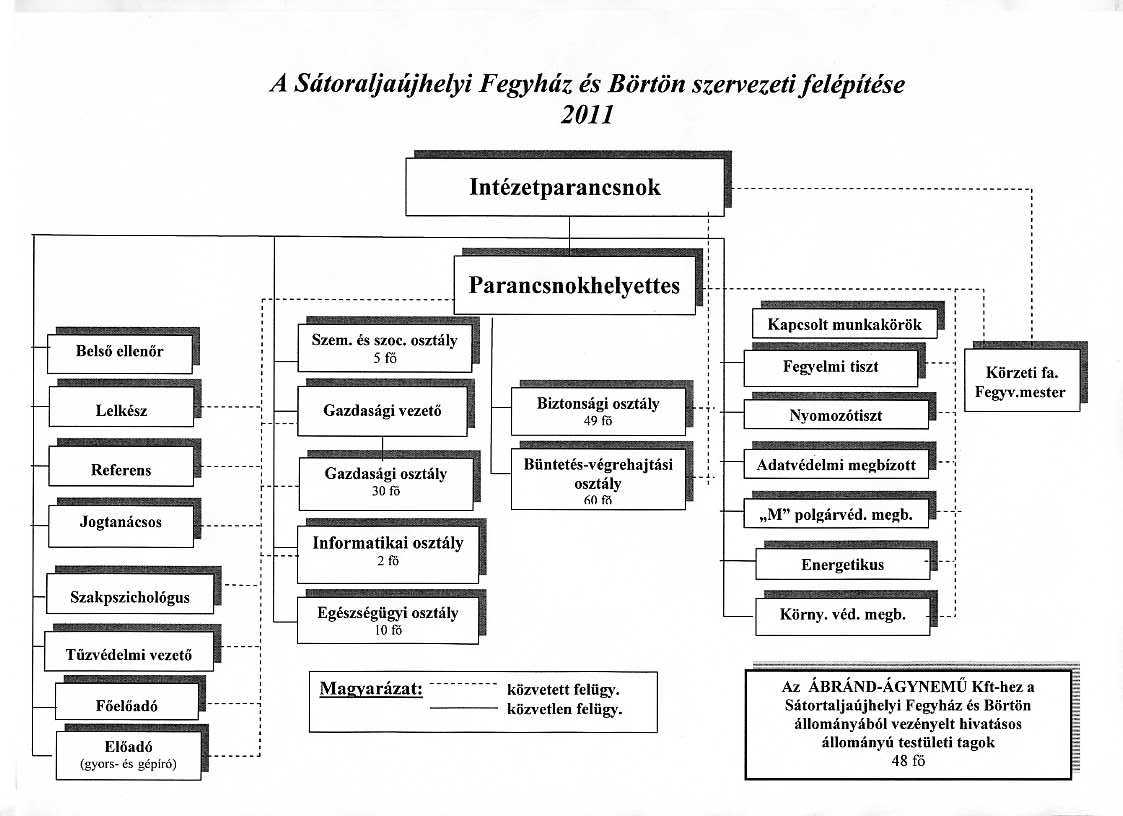 A Sátoraljaújhelyi Fegyház és Börtön szervezeti felépítése
2011
Intézetparancsnok
Parancsnokhelyettes
Belső ellenőr
Lelkész
Referens
Jogtanácsos
Szakpszichológus
Tűzvédelmi vezető
Főelőadó
Előadó
(gyors- és gépíró)
Szem. és szoc. osztály
5 fő
Gazdasági vezető
Gazdasági osztály
30 fő
Informatikai osztály
2 fő
Egészségügyi osztály
10 fő
Biztonsági osztály
49 fő
Büntetés-végrehajtási
osztály
60 fő
Kapcsolt munkakörök
Fegyelmi tiszt
Nyomozótiszt
Adatvédelmi megbízott
„M” polgárvéd. megb.
Energetikus
Körny. véd. megb.
Körzeti fa.
Fegyv.mester
Magyarázat: közvetett felügy.
közvetlen felügy.
Az ÁBRÁND-ÁGYNEMŰ Kft-hez a
Sátortaljaújhelyi Fegyház és Börtön
állományából vezényelt hivatásos
állományú testületi tagok
48 fő